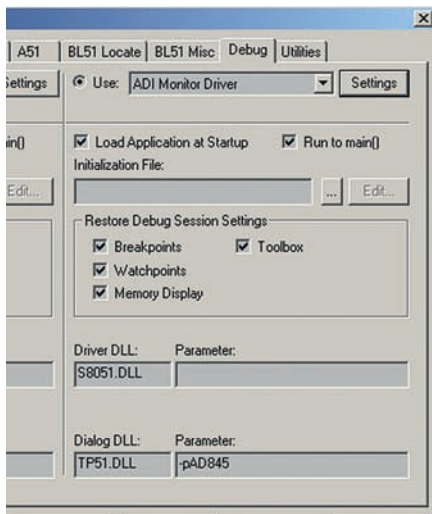 A51 BL51 Locate BL51 Misc Debug Utilities
Settings Use: ADI Monitor Driver Settings
in() Load Application at Startup Run to main()
Initialization File:
Edit... ... Edit...
Restore Debug Session Settings
Breakpoints Toolbox
Watchpoints
Memory Display
Driver DLL: Parameter:
S8051.DLL
Dialog DLL: Parameter:
TP51.DLL -pAD845